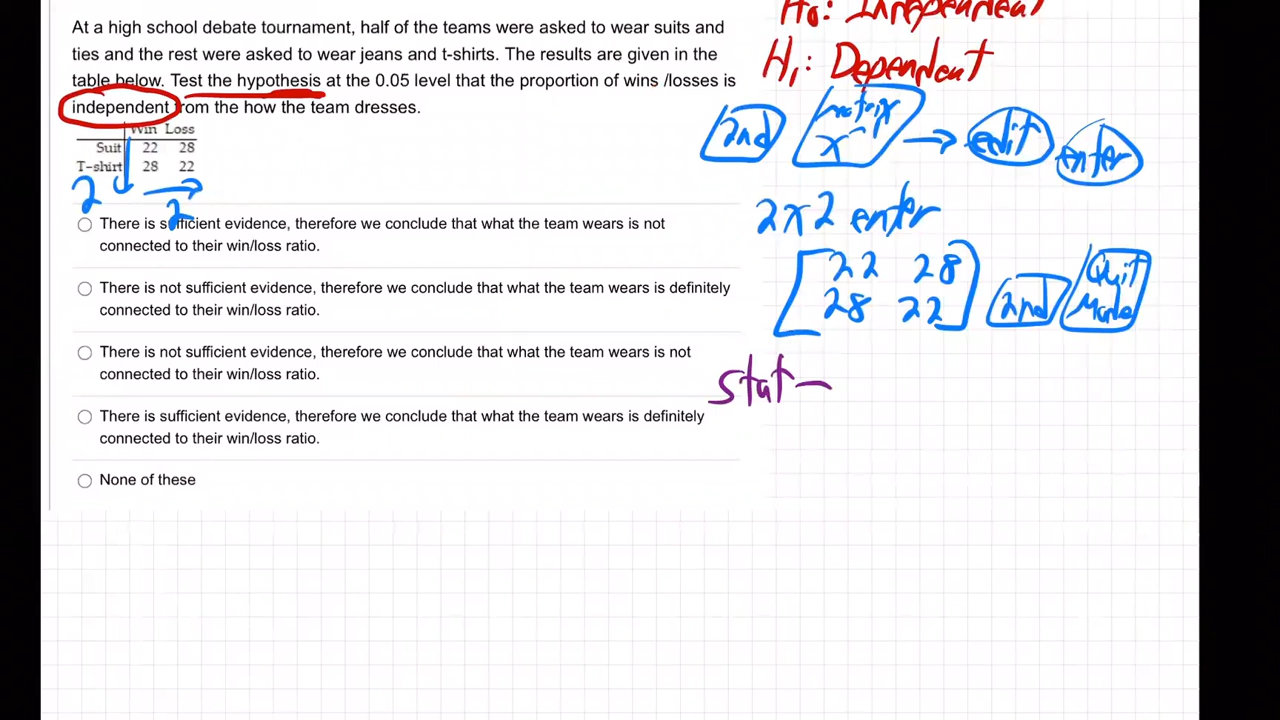 At a high school debate tournament, half of the teams were asked to wear suits and
ties and the rest were asked to wear jeans and t-shirts. The results are given in the
table below. Test the hypothesis at the 0.05 level that the proportion of wins /losses is
independent from the how the team dresses.
Win Loss
Suit 22 28
T-shirt 28 22
2
2
There is sufficient evidence, therefore we conclude that what the team wears is not
connected to their win/loss ratio.
There is not sufficient evidence, therefore we conclude that what the team wears is definitely
connected to their win/loss ratio.
There is not sufficient evidence, therefore we conclude that what the team wears is not
connected to their win/loss ratio.
There is sufficient evidence, therefore we conclude that what the team wears is definitely
connected to their win/loss ratio.
None of these
H₀: Independent
H₁: Dependent
2nd matrix x⁻¹ → edit enter
2x2 enter
22 28
28 22
2nd Quit Mode
stat –